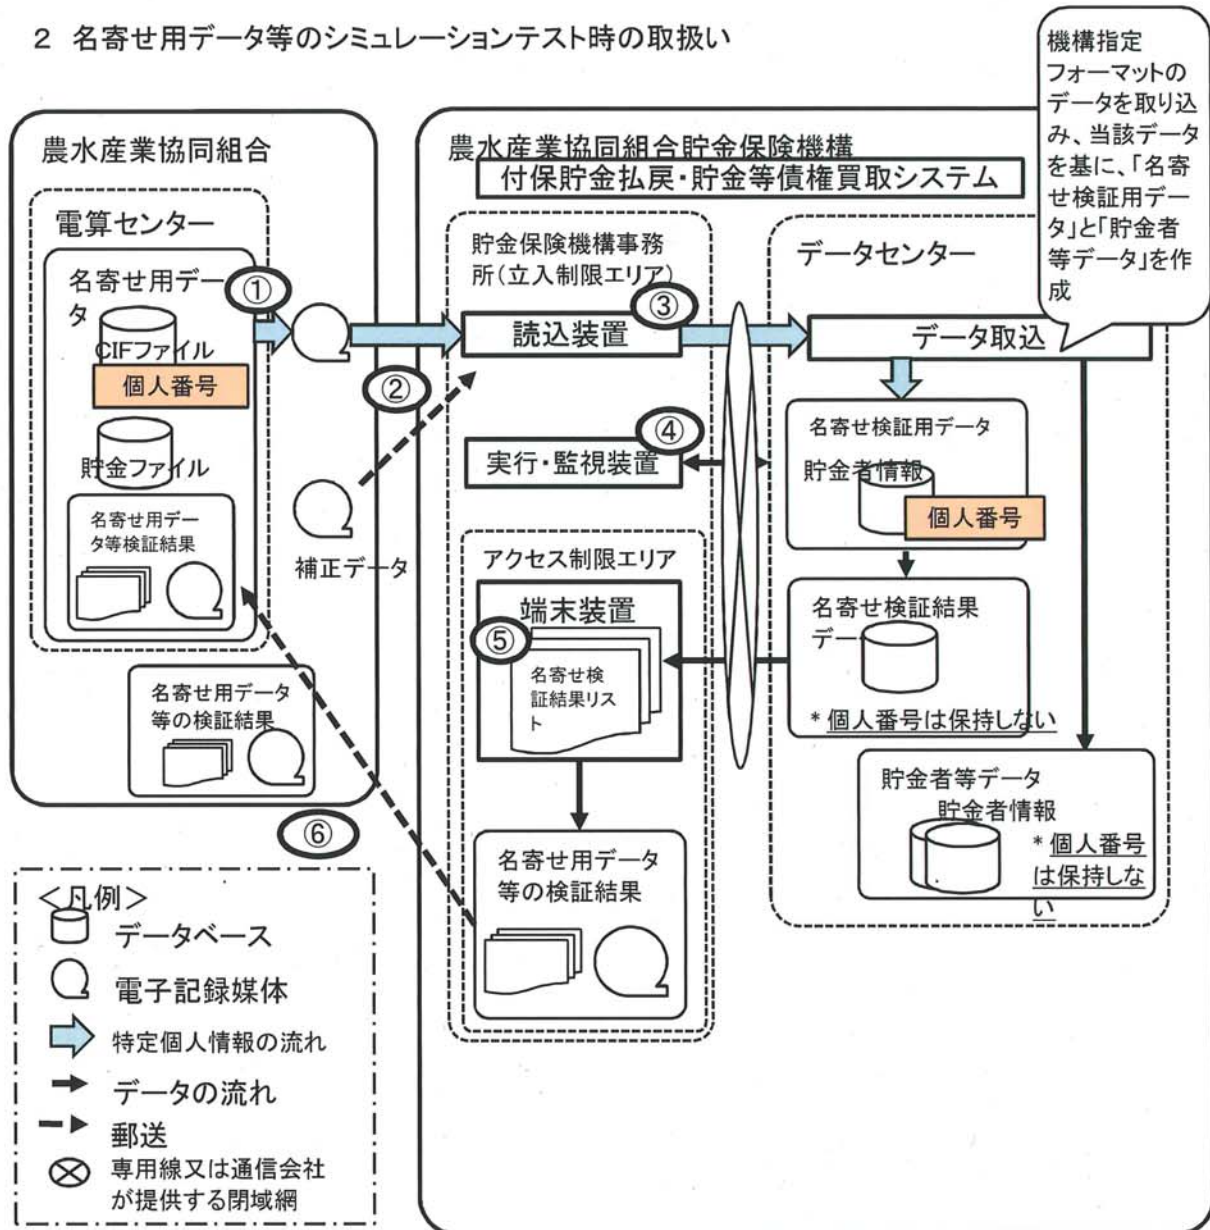 2 名寄せ用データ等のシミュレーションテスト時の取扱い
機構指定
フォーマットの
データを取り込
み、当該データ
を基に、「名寄
せ検証用デー
タ」と「貯金者
等データ」を作
成
農水産業協同組合
電算センター
名寄せ用デー
タ
CIFファイル
個人番号
貯金ファイル
名寄せ用デー
タ等検証結果
名寄せ用データ
等の検証結果
①
②
補正データ
⑥
農水産業協同組合貯金保険機構
付保貯金払戻・貯金等債権買取システム
貯金保険機構事務
所(立入制限エリア)
③
読込装置
④
実行・監視装置
アクセス制限エリア
端末装置
⑤
名寄せ検
証結果リス
ト
名寄せ用データ
等の検証結果
データセンター
データ取込
名寄せ検証用データ
貯金者情報
個人番号
名寄せ検証結果
データ
* 個人番号は保持しない
貯金者等データ
貯金者情報
* 個人番号
は保持しな
い
<凡例>
データベース
電子記録媒体
特定個人情報の流れ
データの流れ
郵送
専用線又は通信会社
が提供する閉域網